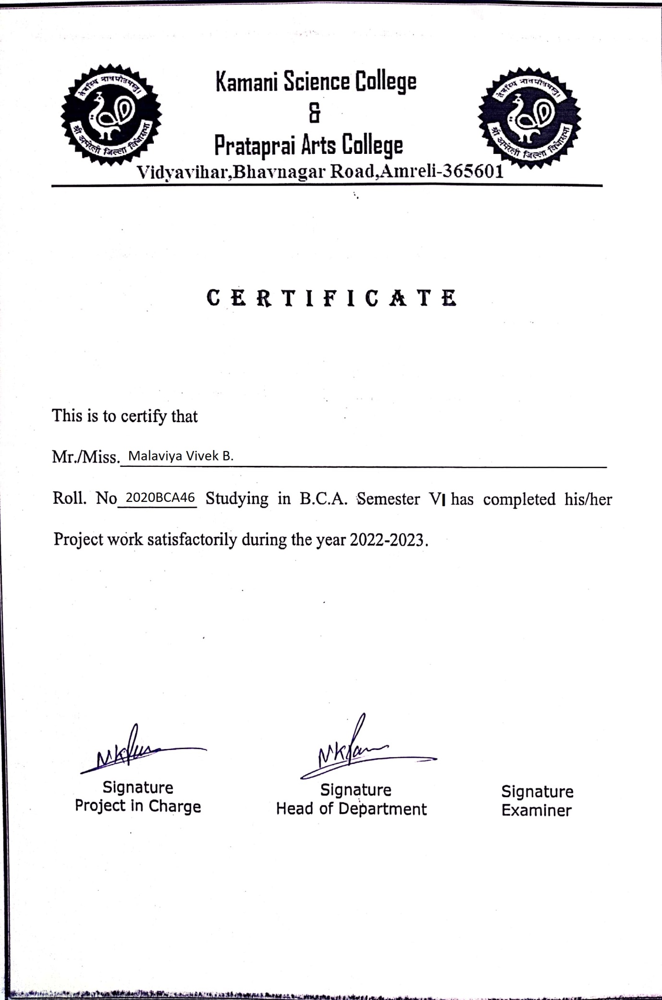 तेजस्वि नावधीतमस्तु।
श्री अमरेली जिल्ला विद्यासभा
Kamani Science College
&
Prataprai Arts College
Vidyavihar,Bhavnagar Road,Amreli-365601
तेजस्वि नावधीतमस्तु।
श्री अमरेली जिल्ला विद्यासभा
CERTIFICATE
This is to certify that
Mr./Miss. Malaviya Vivek B.
Roll. No 2020BCA46 Studying in B.C.A. Semester VI has completed his/her
Project work satisfactorily during the year 2022-2023.
Signature
Project in Charge
Signature
Head of Department
Signature
Examiner